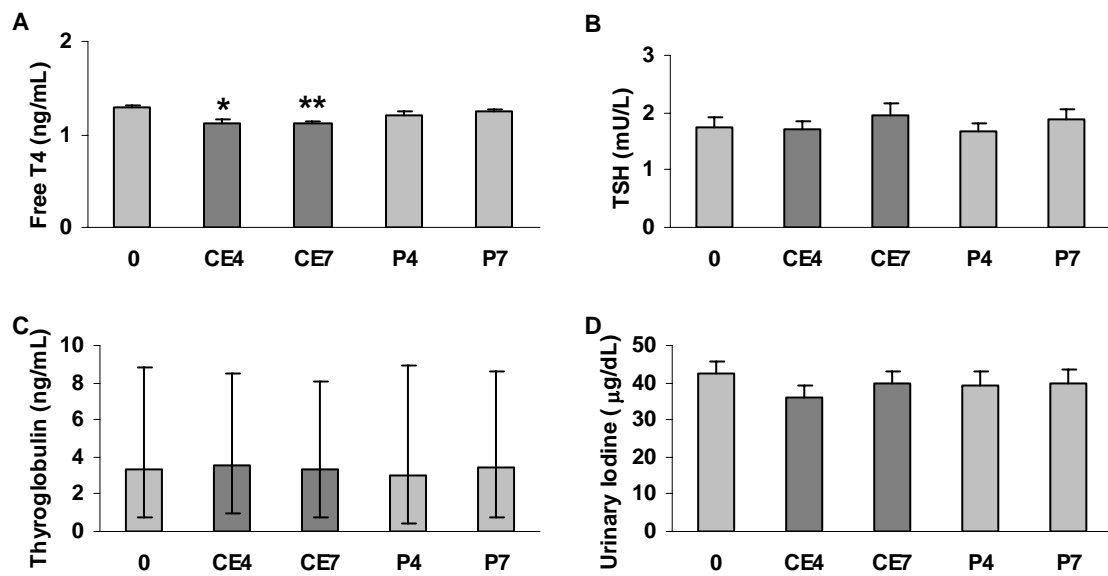 A
Free T4 (ng/mL)
2
1
0
* **
0 CE4 CE7 P4 P7
B
TSH (mU/L)
3
2
1
0
0 CE4 CE7 P4 P7
C
Thyroglobulin (ng/mL)
10
8
6
4
2
0
0 CE4 CE7 P4 P7
D
Urinary Iodine ( μg/dL)
50
40
30
20
10
0
0 CE4 CE7 P4 P7